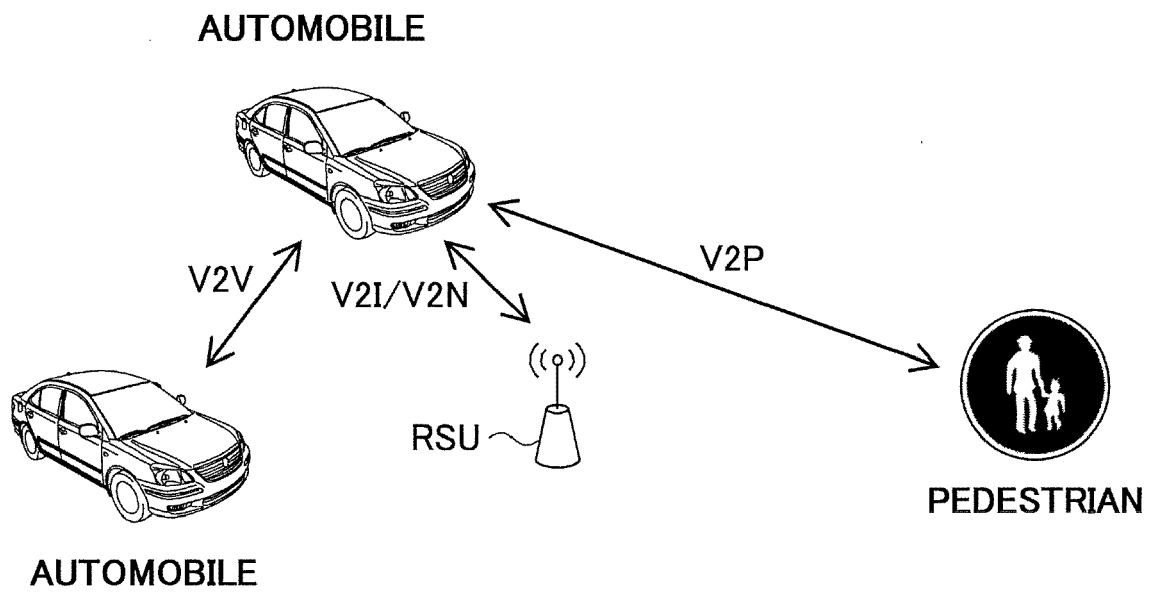 AUTOMOBILE
V2V
V2I/V2N
V2P
RSU
PEDESTRIAN
AUTOMOBILE